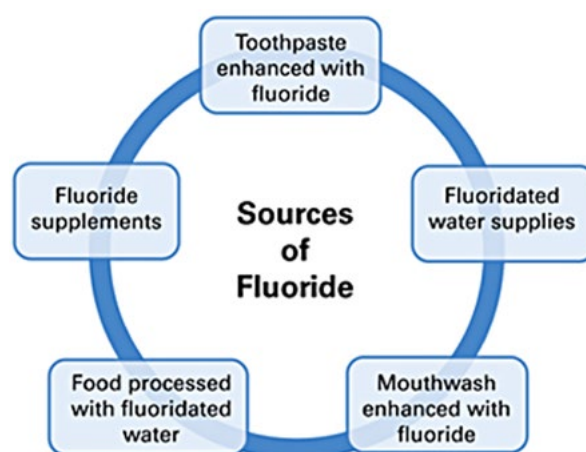 Toothpaste
enhanced with
fluoride
Fluoride
supplements
Fluoridated
water supplies
Sources
of
Fluoride
Food processed
with fluoridated
water
Mouthwash
enhanced with
fluoride